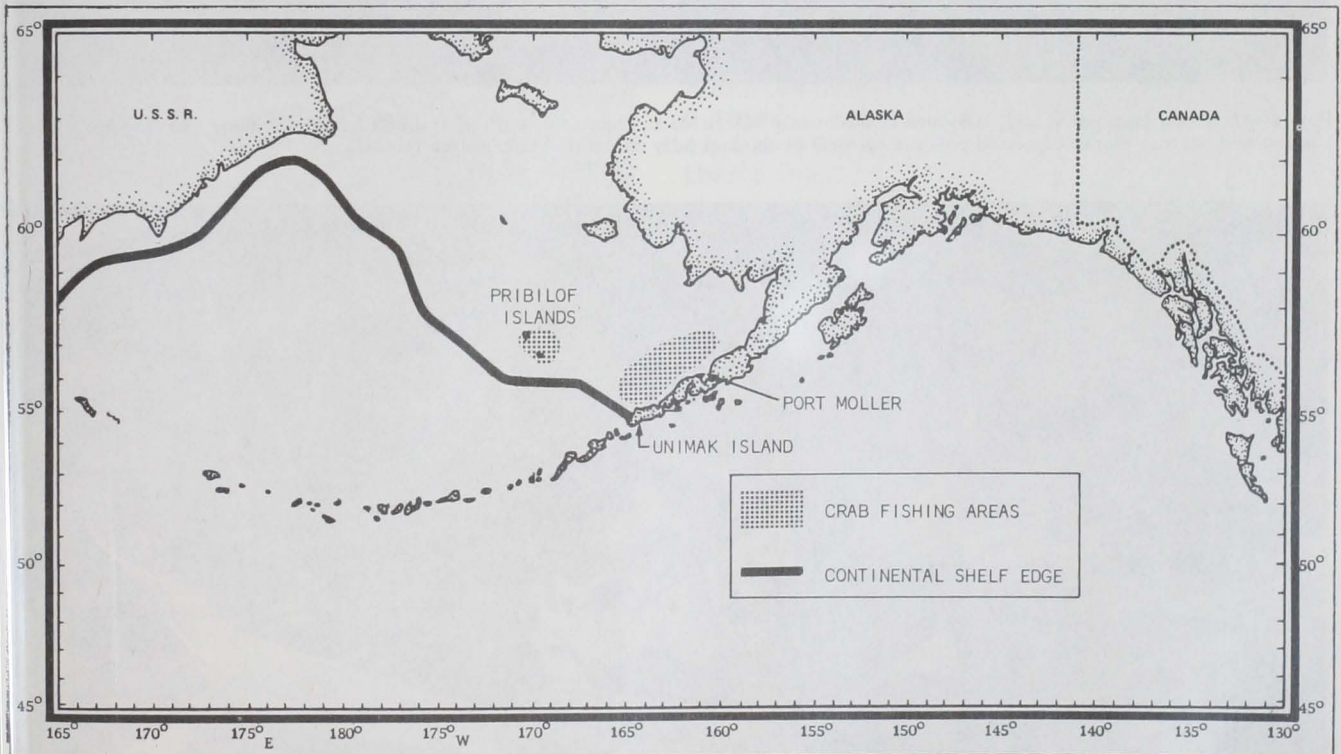 65°
65°
U.S.S.R.
ALASKA
CANADA
60°
60°
PRIBILOF
ISLANDS
55°
55°
PORT MOLLER
UNIMAK ISLAND
CRAB FISHING AREAS
50°
50°
CONTINENTAL SHELF EDGE
45°
45°
165° 170° 175° 180° 175° 170° 165° 160° 155° 150° 145° 140° 135° 130°
E W